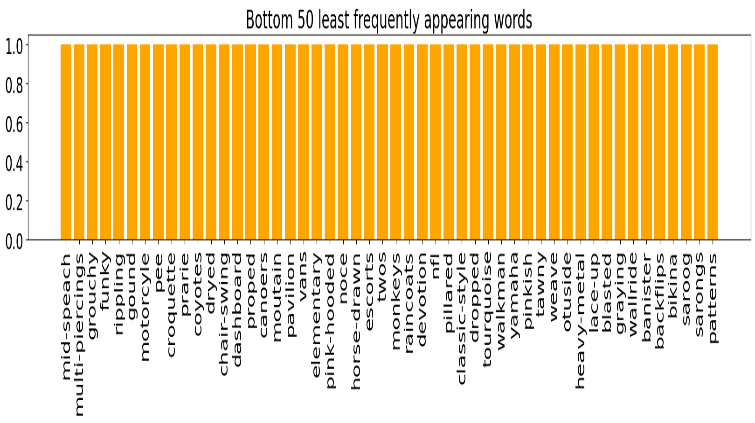 Bottom 50 least frequently appearing words
1.0
0.8
0.6
0.4
0.2
0.0
mid-speach
multi-piercings
grouchy
funky
rippling
gound
motorcyle
pee
croquette
prarie
coyotes
dryed
chair-swing
dashboard
proped
canoers
moutain
pavilion
vans
elementary
pink-hooded
noce
horse-drawn
escorts
twos
monkeys
raincoats
devotion
nfl
pillared
classic-style
dropped
tourquoise
walkman
yamaha
pinkish
tawny
weave
otuside
heavy-metal
lace-up
blasted
graying
wallride
banister
backflips
bikina
sarongs
patterns